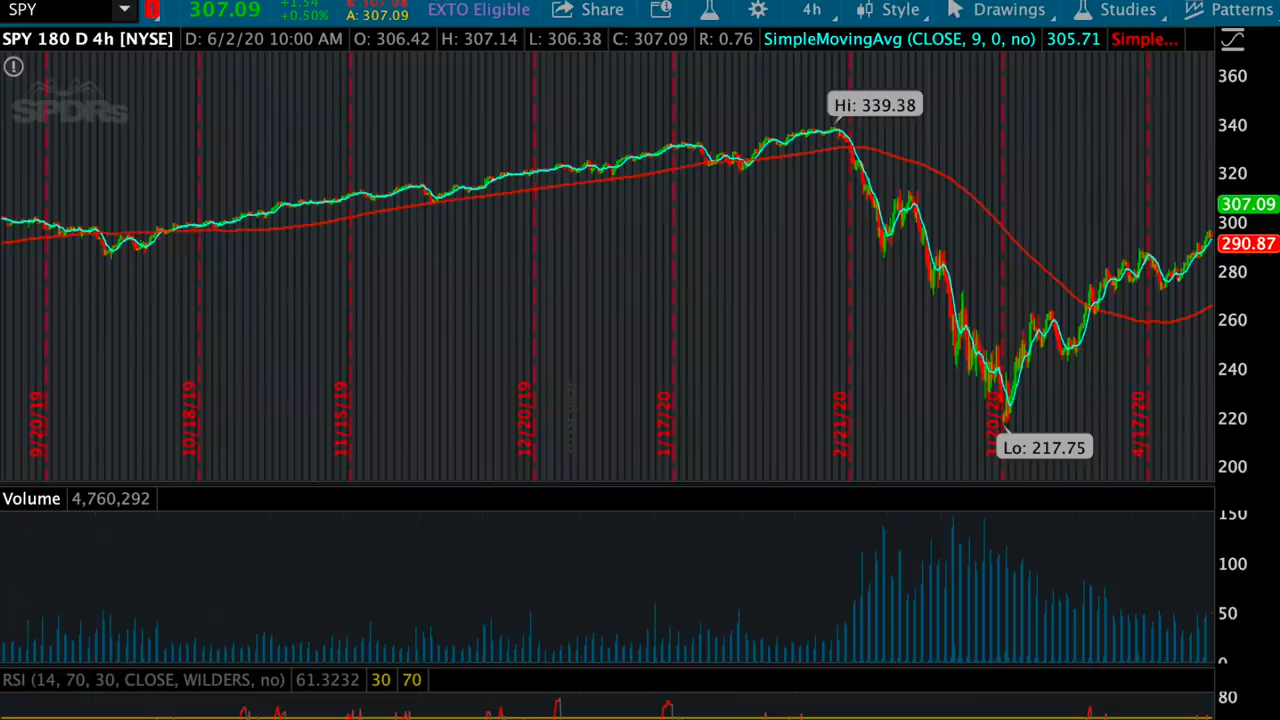 SPY
307.09
+0.50%
A: 307.09
EXTO Eligible
Share
4h
Style
Drawings
Studies
Patterns
SPY 180 D 4h [NYSE]
D: 6/2/20 10:00 AM
O: 306.42
H: 307.14
L: 306.38
C: 307.09
R: 0.76
SimpleMovingAvg (CLOSE, 9, 0, no)
305.71
Simple...
SPDRs
Hi: 339.38
360
340
320
307.09
300
290.87
280
260
240
220
200
9/20/19
10/18/19
11/15/19
12/20/19
1/17/20
2/21/20
3/20/20
4/17/20
Lo: 217.75
Volume
4,760,292
150
100
50
0
RSI (14, 70, 30, CLOSE, WILDERS, no)
61.3232
30
70
80